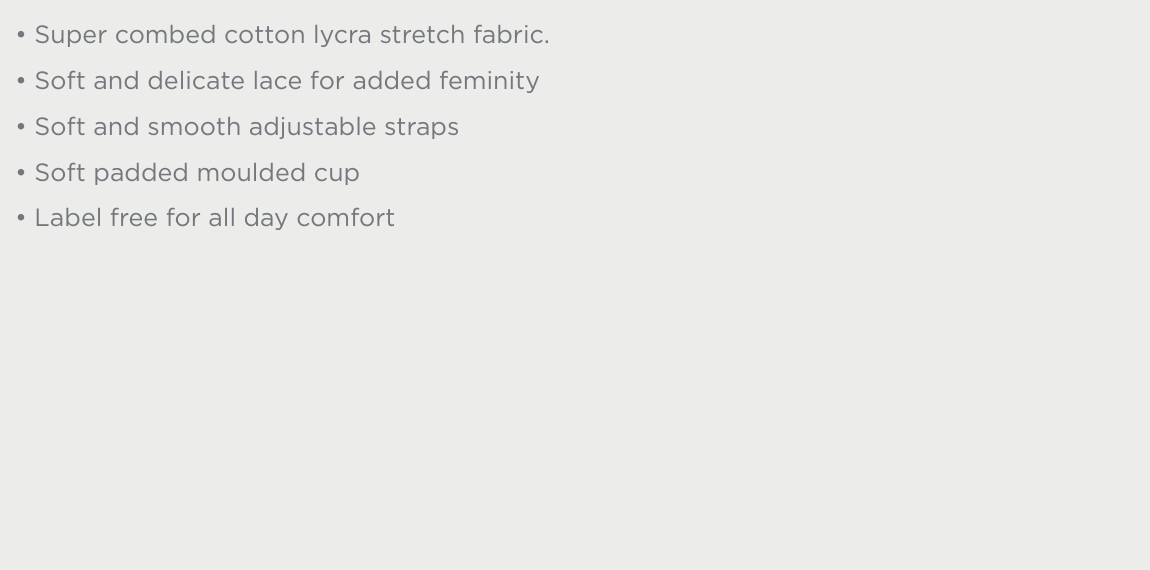 • Super combed cotton lycra stretch fabric.
• Soft and delicate lace for added feminity
• Soft and smooth adjustable straps
• Soft padded moulded cup
• Label free for all day comfort